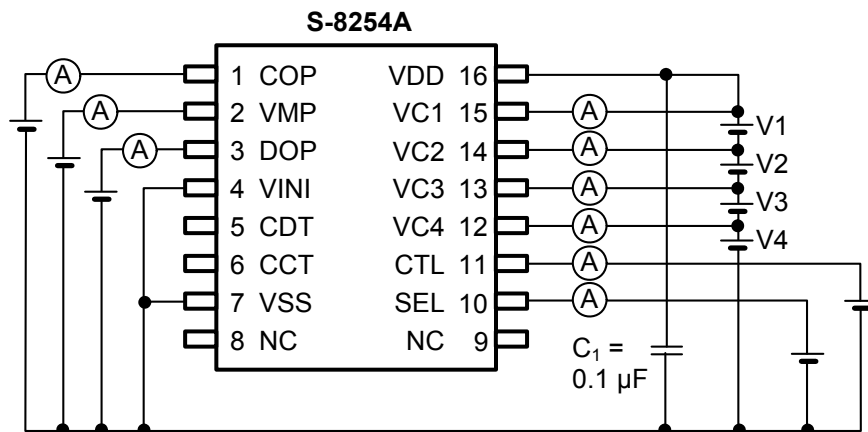 S-8254A
A 1 COP VDD 16
A 2 VMP VC1 15 A V1
A 3 DOP VC2 14 A V2
4 VINI VC3 13 A V3
5 CDT VC4 12 A V4
6 CCT CTL 11 A
7 VSS SEL 10 A
8 NC NC 9 C₁ =
0.1 μF